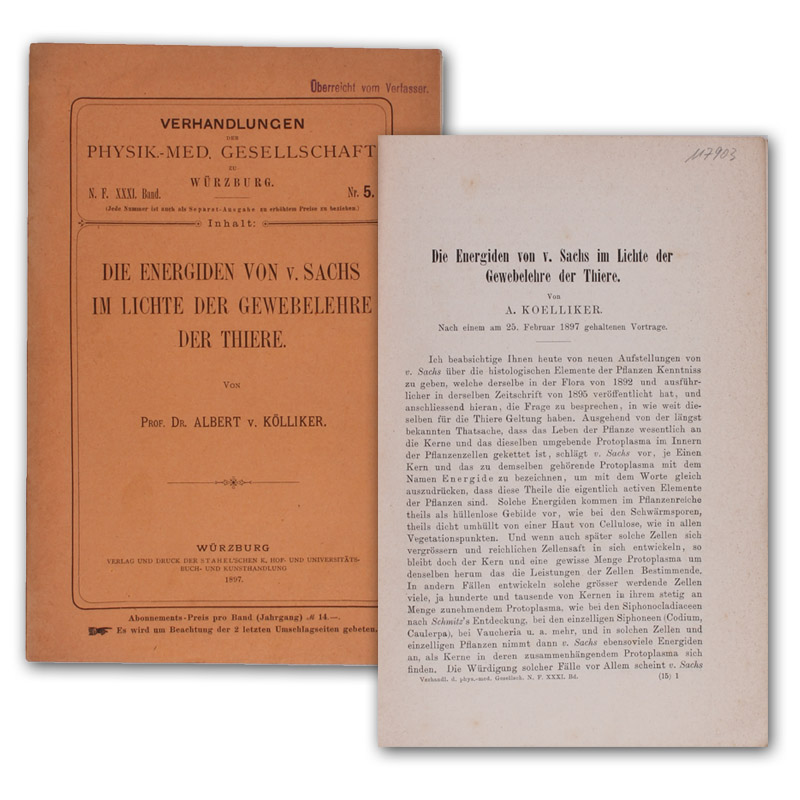 Überreicht vom Verfasser.
VERHANDLUNGEN
DER
PHYSIK.-MED. GESELLSCHAFT
ZU
WÜRZBURG.
N. F. XXXI. Band. Nr. 5.
(Jede Nummer ist auch als Separat-Ausgabe zu erhöhtem Preise zu beziehen.)
Inhalt:
DIE ENERGIDEN VON v. SACHS
IM LICHTE DER GEWEBELEHRE
DER THIERE.
VON
PROF. DR. ALBERT v. KÖLLIKER.
WÜRZBURG
VERLAG UND DRUCK DER STAHEL'SCHEN K. HOF- UND UNIVERSITÄTS-
BUCH- UND KUNSTHANDLUNG
1897.
Abonnements-Preis pro Band (Jahrgang) ℳ 14.—.
Es wird um Beachtung der 2 letzten Umschlagseiten gebeten.
117903
Die Energiden von v. Sachs im Lichte der
Gewebelehre der Thiere.
Von
A. KOELLIKER.
Nach einem am 25. Februar 1897 gehaltenen Vortrage.
Ich beabsichtige Ihnen heute von neuen Aufstellungen von
v. Sachs über die histologischen Elemente der Pflanzen Kenntniss
zu geben, welche derselbe in der Flora von 1892 und ausführ-
licher in derselben Zeitschrift von 1895 veröffentlicht hat, und
anschliessend hieran, die Frage zu besprechen, in wie weit die-
selben für die Thiere Geltung haben. Ausgehend von der längst
bekannten Thatsache, dass das Leben der Pflanze wesentlich an
die Kerne und das dieselben umgebende Protoplasma im Innern
der Pflanzenzellen gekettet ist, schlägt v. Sachs vor, je Einen
Kern und das zu demselben gehörende Protoplasma mit dem
Namen Energide zu bezeichnen, um mit dem Worte gleich
auszudrücken, dass diese Theile die eigentlich activen Elemente
der Pflanzen sind. Solche Energiden kommen im Pflanzenreiche
theils als hüllenlose Gebilde vor, wie bei den Schwärmsporen,
theils dicht umhüllt von einer Haut von Cellulose, wie in allen
Vegetationspunkten. Und wenn auch später solche Zellen sich
vergrössern und reichlichen Zellensaft in sich entwickeln, so
bleibt doch der Kern und eine gewisse Menge Protoplasma um
denselben herum das die Leistungen der Zellen Bestimmende.
In andern Fällen entwickeln solche grösser werdende Zellen
viele, ja hunderte und tausende von Kernen in ihrem stetig an
Menge zunehmendem Protoplasma, wie bei den Siphonocladiaceen
nach Schmitz's Entdeckung, bei den einzelligen Siphoneen (Codium,
Caulerpa), bei Vaucheria u. a. mehr, und in solchen Zellen und
einzelligen Pflanzen nimmt dann v. Sachs ebensoviele Energiden
an, als Kerne in deren zusammenhängendem Protoplasma sich
finden. Die Würdigung solcher Fälle vor Allem scheint v. Sachs
Verhandl. d. phys.-med. Gesellsch. N. F. XXXI. Bd. (15) 1